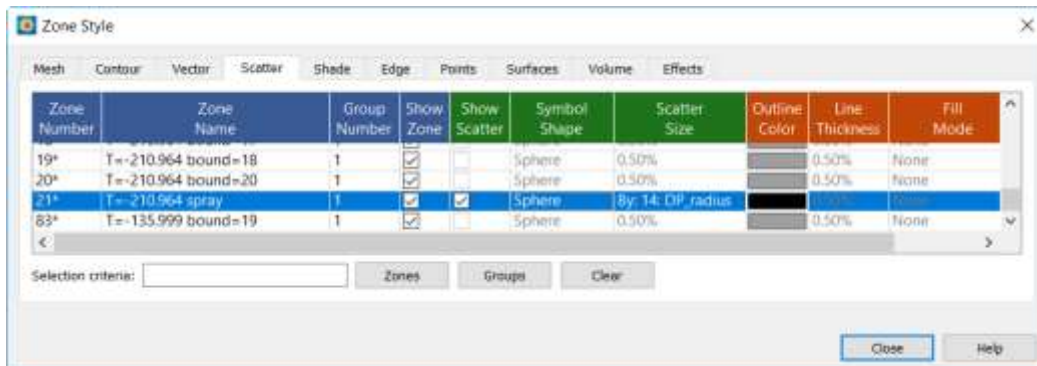 Zone Style
Mesh Contour Vector Scatter Shade Edge Points Surfaces Volume Effects
Zone Number Zone Name Group Number Show Zone Show Scatter Symbol Shape Scatter Size Outline Color Line Thickness Fill Mode
19* T=-210.964 bound=18 1 Sphere 0.50% 0.50% None
20* T=-210.964 bound=20 1 Sphere 0.50% 0.50% None
21* T=-210.964 spray 1 Sphere By: 14: DP_radius
83* T=-135.999 bound=19 1 Sphere 0.50% 0.50% None
Selection criteria: Zones Groups Clear
Close Help